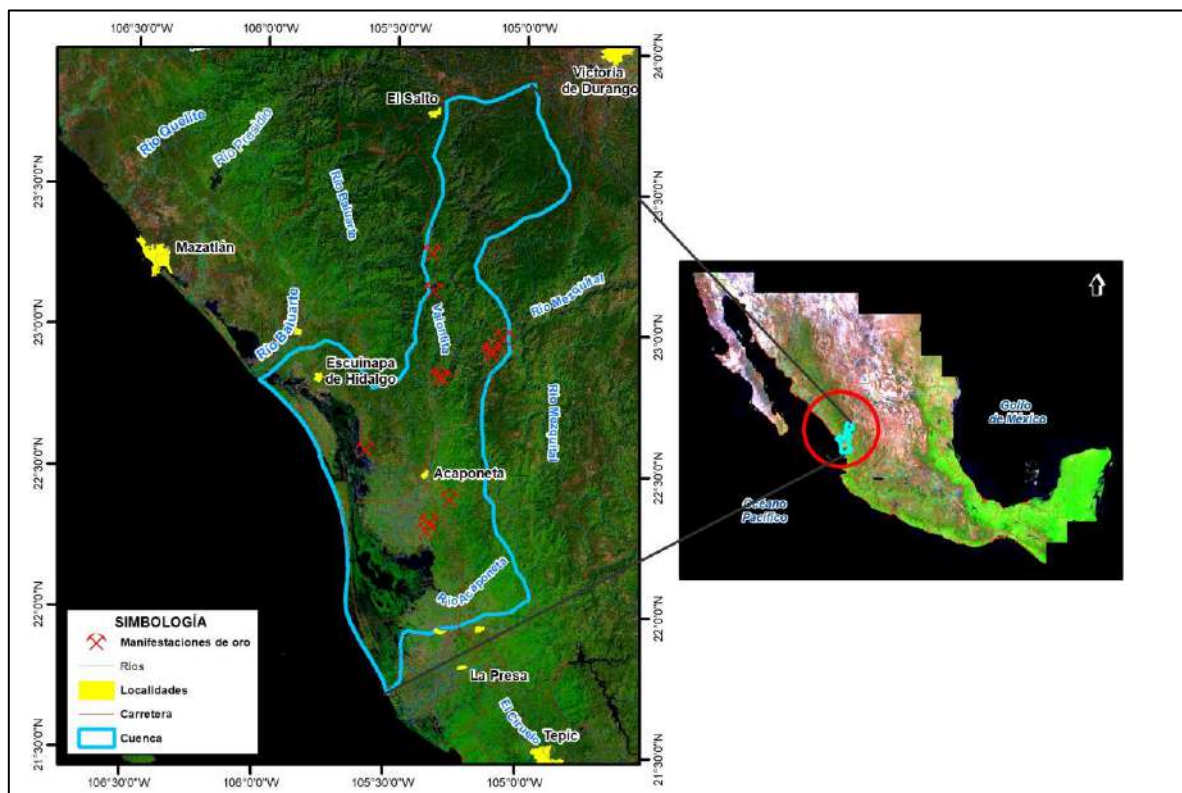 106°30'0"W
106°0'0"W
105°30'0"W
105°0'0"W
24°0'0"N
23°30'0"N
23°0'0"N
22°30'0"N
22°0'0"N
21°30'0"N
23°30'0"N
23°0'0"N
22°30'0"N
22°0'0"N
21°30'0"N
Victoria
de Durango
El Salto
Río Quelite
Río Presidio
Río Baluarte
Mazatlán
Río Baluarte
Río Mezquital
Escuinapa
de Hidalgo
Río Mezquital
Acaponeta
Río Acaponeta
La Presa
El Ciruelo
Tepic
SIMBOLOGÍA
Manifestaciones de oro
Ríos
Localidades
Carretera
Cuenca
106°30'0"W
106°0'0"W
105°30'0"W
105°0'0"W
Golfo
de México
Océano
Pacífico